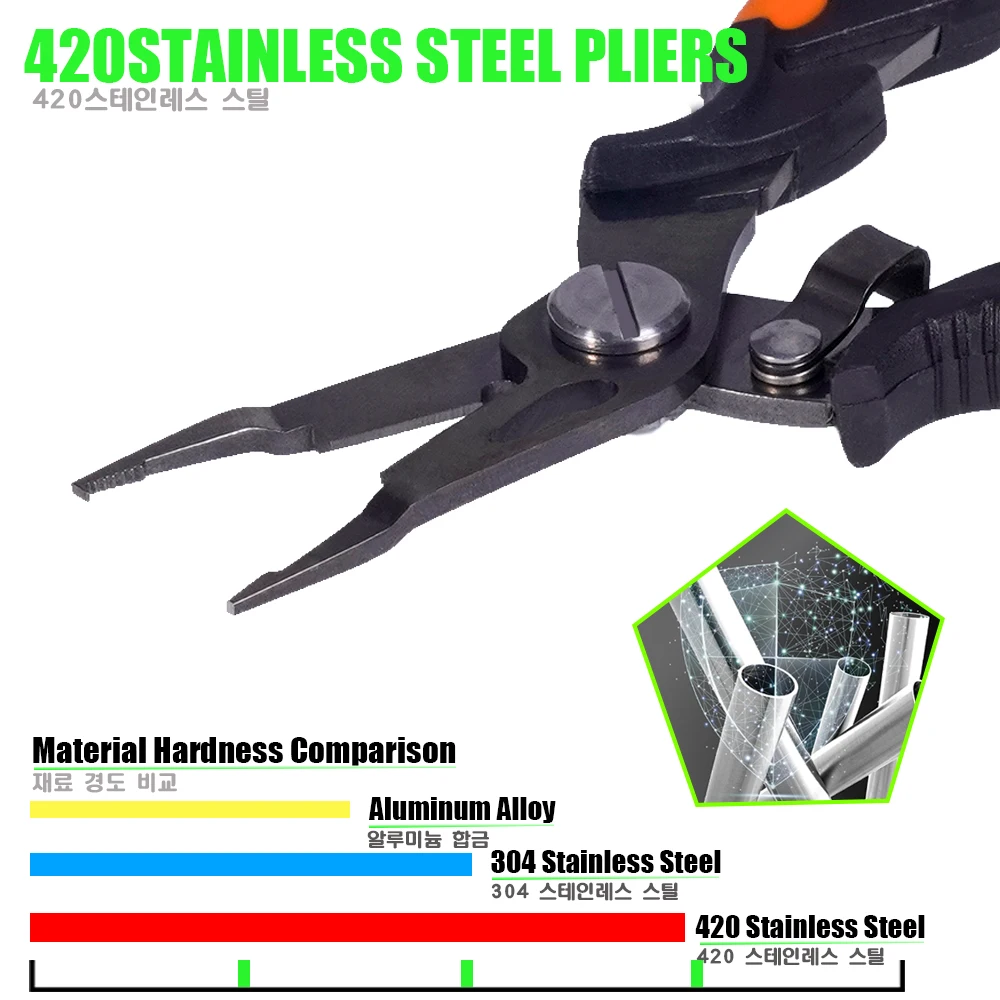 420STAINLESS STEEL PLIERS
420스테인레스 스틸
Material Hardness Comparison
재료 경도 비교
Aluminum Alloy
알루미늄 합금
304 Stainless Steel
304 스테인레스 스틸
420 Stainless Steel
420 스테인레스 스틸